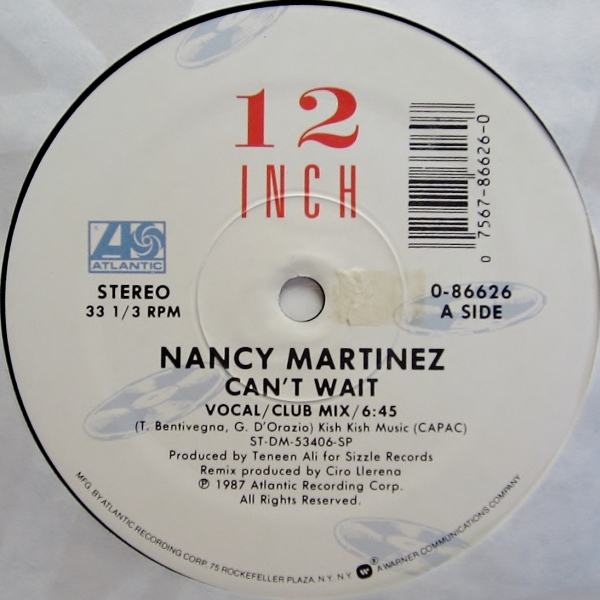 12
INCH
0 7567-86626-0
ATLANTIC
STEREO
33 1/3 RPM
0-86626
A SIDE
NANCY MARTINEZ
CAN'T WAIT
VOCAL/CLUB MIX/6:45
(T. Bentivegna, G. D'Orazio) Kish Kish Music (CAPAC)
ST-DM-53406-SP
Produced by Teneen Ali for Sizzle Records
Remix produced by Ciro Llerena
℗ 1987 Atlantic Recording Corp.
All Rights Reserved.
MFG. BY ATLANTIC RECORDING CORP. 75 ROCKEFELLER PLAZA, N.Y. N.Y. ® A WARNER COMMUNICATIONS COMPANY